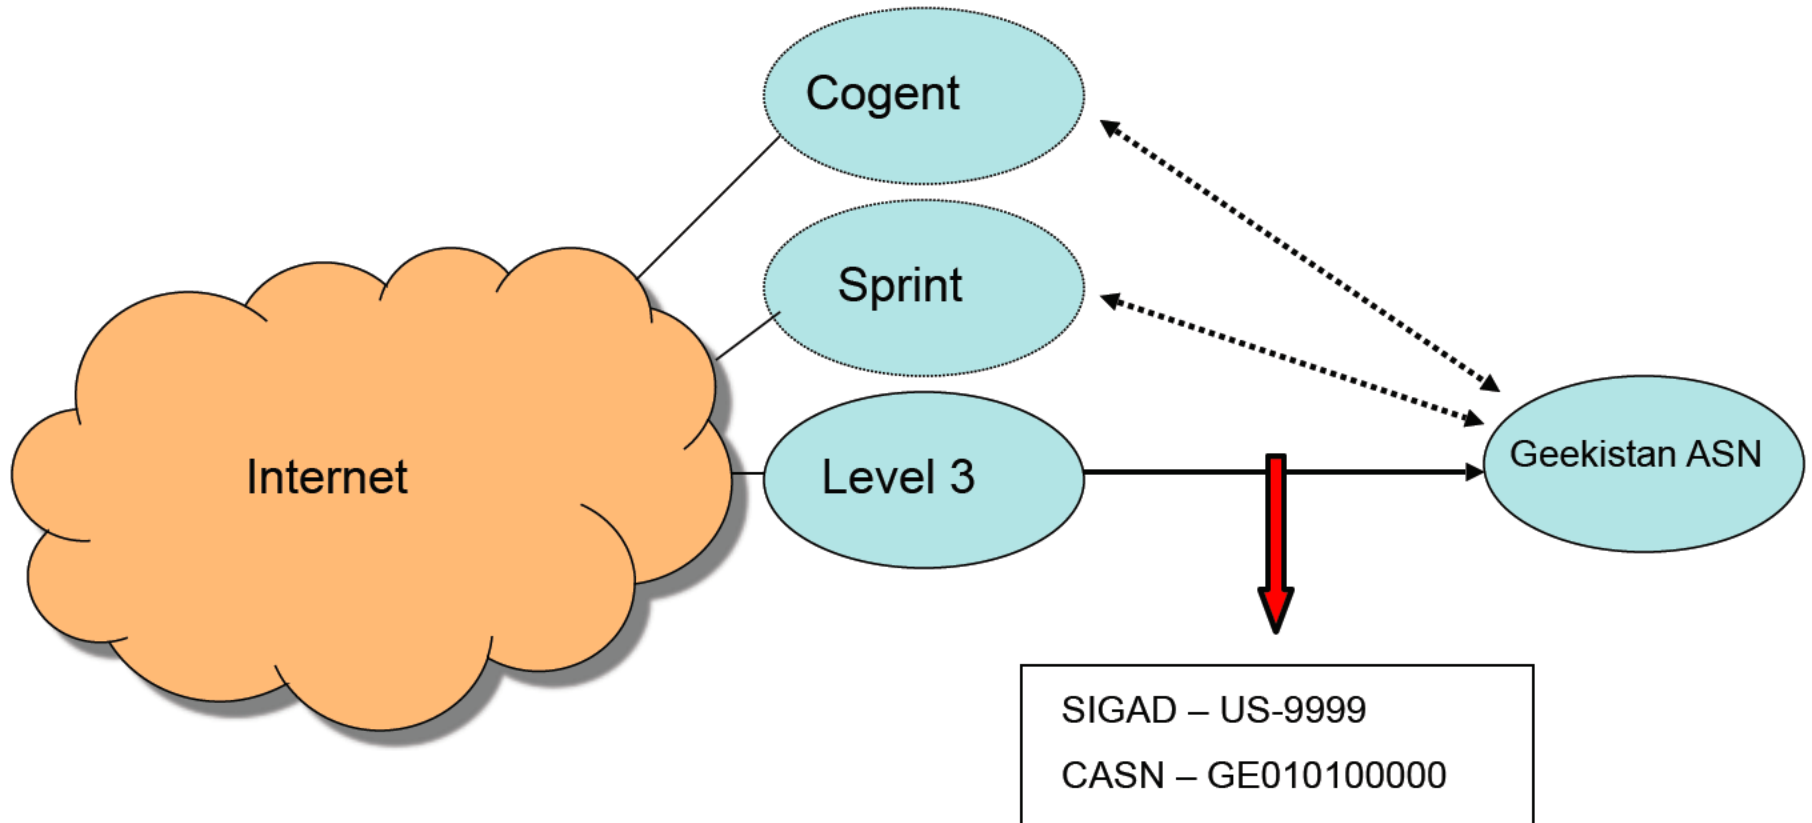 Cogent
Sprint
Internet
Level 3
Geekistan ASN
SIGAD – US-9999
CASN – GE010100000